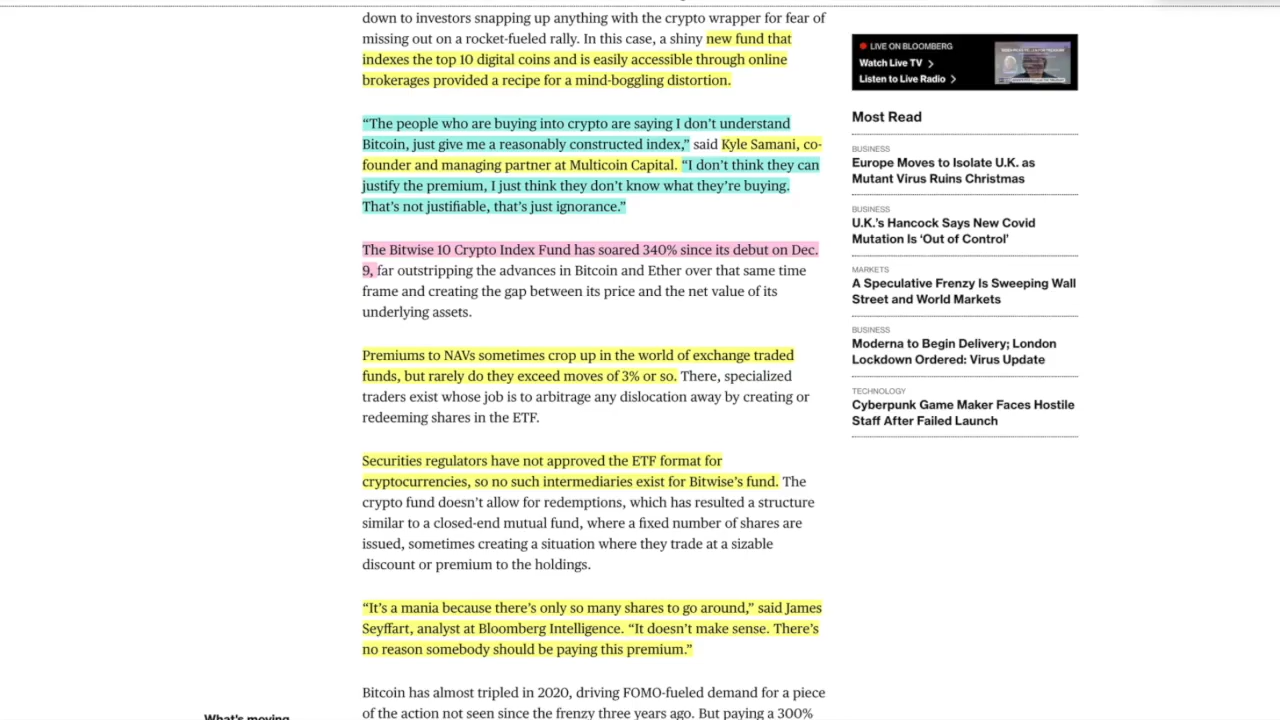 down to investors snapping up anything with the crypto wrapper for fear of
missing out on a rocket-fueled rally. In this case, a shiny new fund that
indexes the top 10 digital coins and is easily accessible through online
brokerages provided a recipe for a mind-boggling distortion.
“The people who are buying into crypto are saying I don’t understand
Bitcoin, just give me a reasonably constructed index,” said Kyle Samani, co-
founder and managing partner at Multicoin Capital. “I don’t think they can
justify the premium, I just think they don’t know what they’re buying.
That’s not justifiable, that’s just ignorance.”
The Bitwise 10 Crypto Index Fund has soared 340% since its debut on Dec.
9, far outstripping the advances in Bitcoin and Ether over that same time
frame and creating the gap between its price and the net value of its
underlying assets.
Premiums to NAVs sometimes crop up in the world of exchange traded
funds, but rarely do they exceed moves of 3% or so. There, specialized
traders exist whose job is to arbitrage any dislocation away by creating or
redeeming shares in the ETF.
Securities regulators have not approved the ETF format for
cryptocurrencies, so no such intermediaries exist for Bitwise’s fund. The
crypto fund doesn’t allow for redemptions, which has resulted a structure
similar to a closed-end mutual fund, where a fixed number of shares are
issued, sometimes creating a situation where they trade at a sizable
discount or premium to the holdings.
“It’s a mania because there’s only so many shares to go around,” said James
Seyffart, analyst at Bloomberg Intelligence. “It doesn’t make sense. There’s
no reason somebody should be paying this premium.”
Bitcoin has almost tripled in 2020, driving FOMO-fueled demand for a piece
of the action not seen since the frenzy three years ago. But paying a 300%
What’s moving
LIVE ON BLOOMBERG
Watch Live TV
Listen to Live Radio
Most Read
BUSINESS
Europe Moves to Isolate U.K. as
Mutant Virus Ruins Christmas
BUSINESS
U.K.’s Hancock Says New Covid
Mutation Is ‘Out of Control’
MARKETS
A Speculative Frenzy Is Sweeping Wall
Street and World Markets
BUSINESS
Moderna to Begin Delivery; London
Lockdown Ordered: Virus Update
TECHNOLOGY
Cyberpunk Game Maker Faces Hostile
Staff After Failed Launch